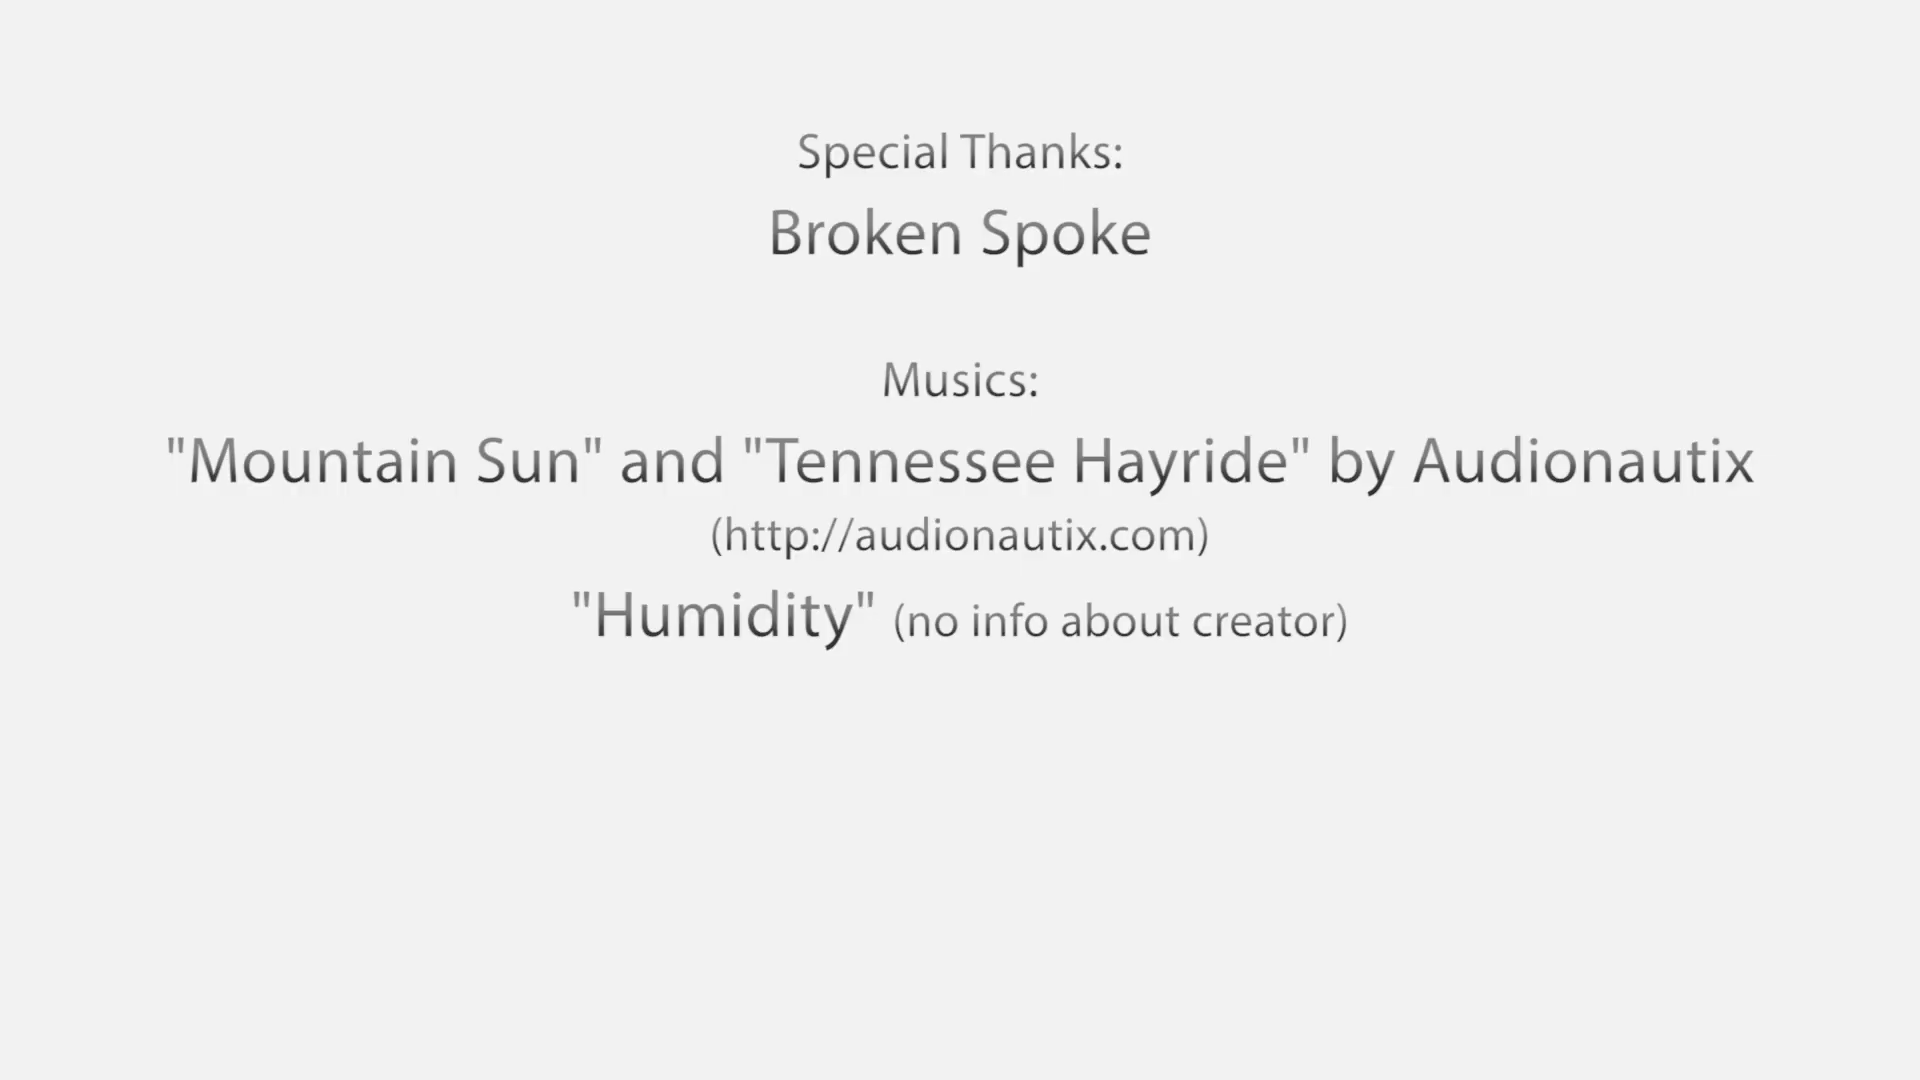 Special Thanks:
Broken Spoke
Musics:
"Mountain Sun" and "Tennessee Hayride" by Audionautix
(http://audionautix.com)
"Humidity" (no info about creator)